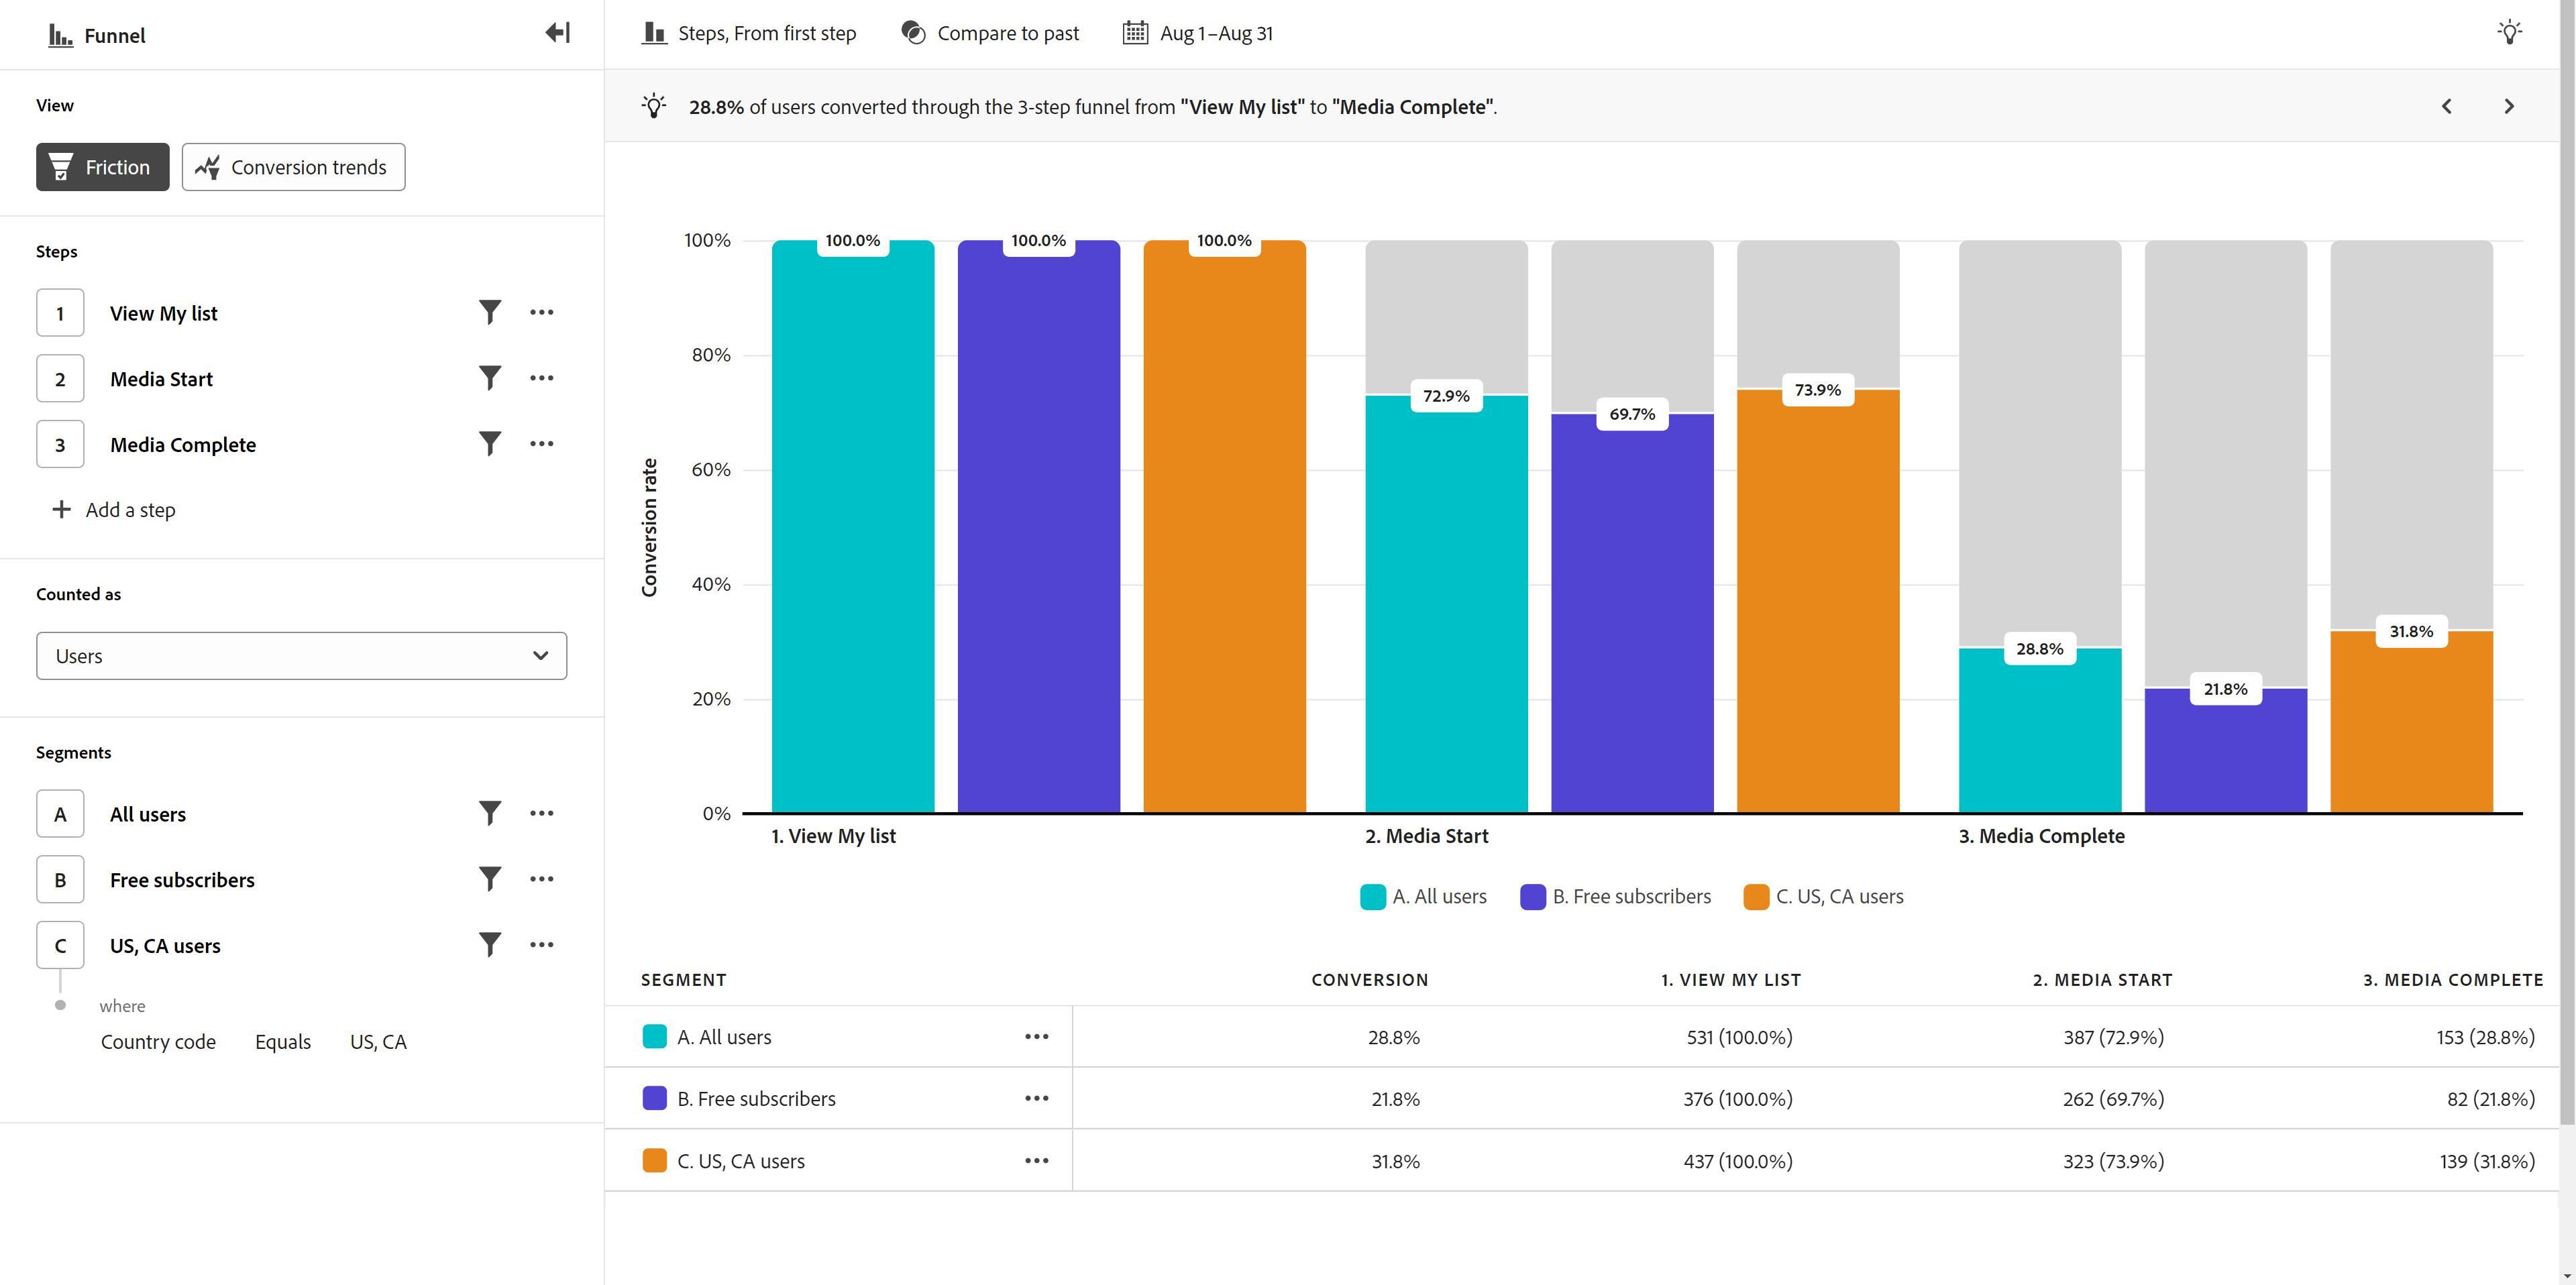 Funnel
View
Friction
Conversion trends
Steps
1 View My list
2 Media Start
3 Media Complete
Add a step
Counted as
Users
Segments
A All users
B Free subscribers
C US, CA users
where
Country code Equals US, CA
Steps, From first step
Compare to past
Aug 1–Aug 31
28.8% of users converted through the 3-step funnel from "View My list" to "Media Complete".
Conversion rate
100%
80%
60%
40%
20%
0%
100.0% 100.0% 100.0%
72.9% 69.7% 73.9%
28.8% 21.8% 31.8%
1. View My list 2. Media Start 3. Media Complete
A. All users B. Free subscribers C. US, CA users
SEGMENT CONVERSION 1. VIEW MY LIST 2. MEDIA START 3. MEDIA COMPLETE
A. All users 28.8% 531 (100.0%) 387 (72.9%) 153 (28.8%)
B. Free subscribers 21.8% 376 (100.0%) 262 (69.7%) 82 (21.8%)
C. US, CA users 31.8% 437 (100.0%) 323 (73.9%) 139 (31.8%)